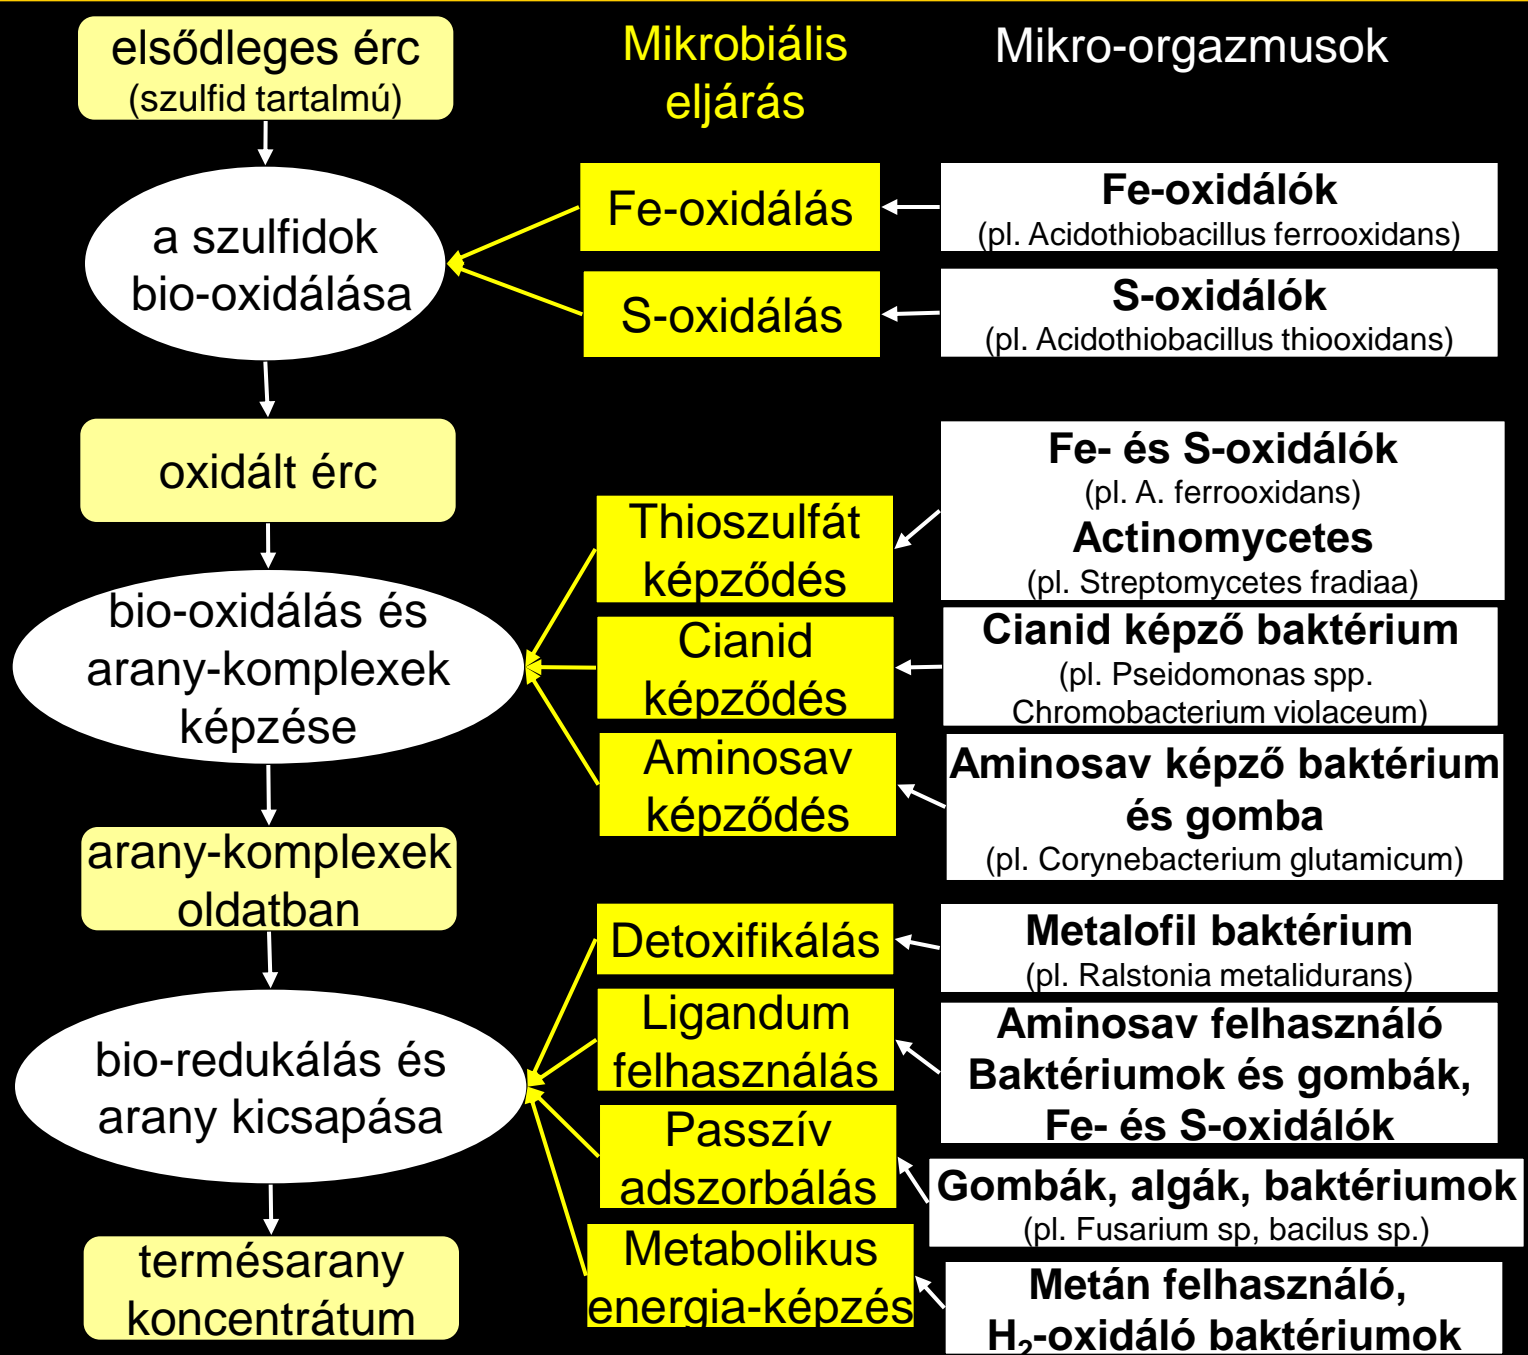 elsődleges érc
(szulfid tartalmú)
a szulfidok
bio-oxidálása
oxidált érc
bio-oxidálás és
arany-komplexek
képzése
arany-komplexek
oldatban
bio-redukálás és
arany kicsapása
termésarany
koncentrátum
Mikrobiális
eljárás
Fe-oxidálás
S-oxidálás
Thioszulfát
képződés
Cianid
képződés
Aminosav
képződés
Detoxifikálás
Ligandum
felhasználás
Passzív
adszorbálás
Metabolikus
energia-képzés
Mikro-orgazmusok
Fe-oxidálók
(pl. Acidothiobacillus ferrooxidans)
S-oxidálók
(pl. Acidothiobacillus thiooxidans)
Fe- és S-oxidálók
(pl. A. ferrooxidans)
Actinomycetes
(pl. Streptomycetes fradiaa)
Cianid képző baktérium
(pl. Pseidomonas spp.
Chromobacterium violaceum)
Aminosav képző baktérium
és gomba
(pl. Corynebacterium glutamicum)
Metalofil baktérium
(pl. Ralstonia metalidurans)
Aminosav felhasználó
Baktériumok és gombák,
Fe- és S-oxidálók
Gombák, algák, baktériumok
(pl. Fusarium sp, bacilus sp.)
Metán felhasználó,
H₂-oxidáló baktériumok